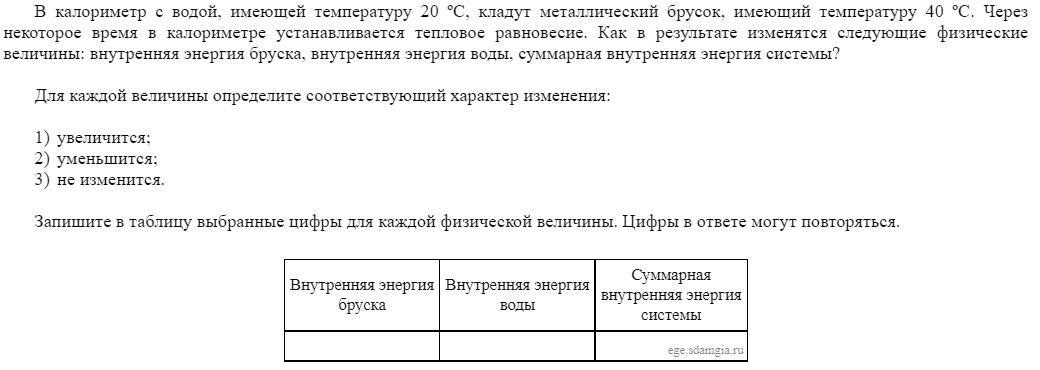 В калориметр с водой, имеющей температуру 20 °С, кладут металлический брусок, имеющий температуру 40 °С. Через
некоторое время в калориметре устанавливается тепловое равновесие. Как в результате изменятся следующие физические
величины: внутренняя энергия бруска, внутренняя энергия воды, суммарная внутренняя энергия системы?
Для каждой величины определите соответствующий характер изменения:
1) увеличится;
2) уменьшится;
3) не изменится.
Запишите в таблицу выбранные цифры для каждой физической величины. Цифры в ответе могут повторяться.
Внутренняя энергия
бруска
Внутренняя энергия
воды
Суммарная
внутренняя энергия
системы
ege.sdamgia.ru